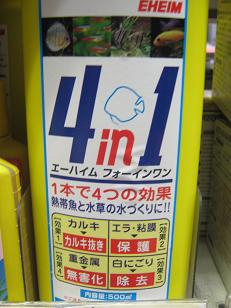 EHEIM
4in1
エーハイム フォーインワン
1本で4つの効果
熱帯魚と水草の水づくりに!!
効果1 カルキ カルキ抜き
エラ・粘膜 保護 効果2
効果4 重金属 無害化
白にごり 除去 効果3
内容量:500㎖